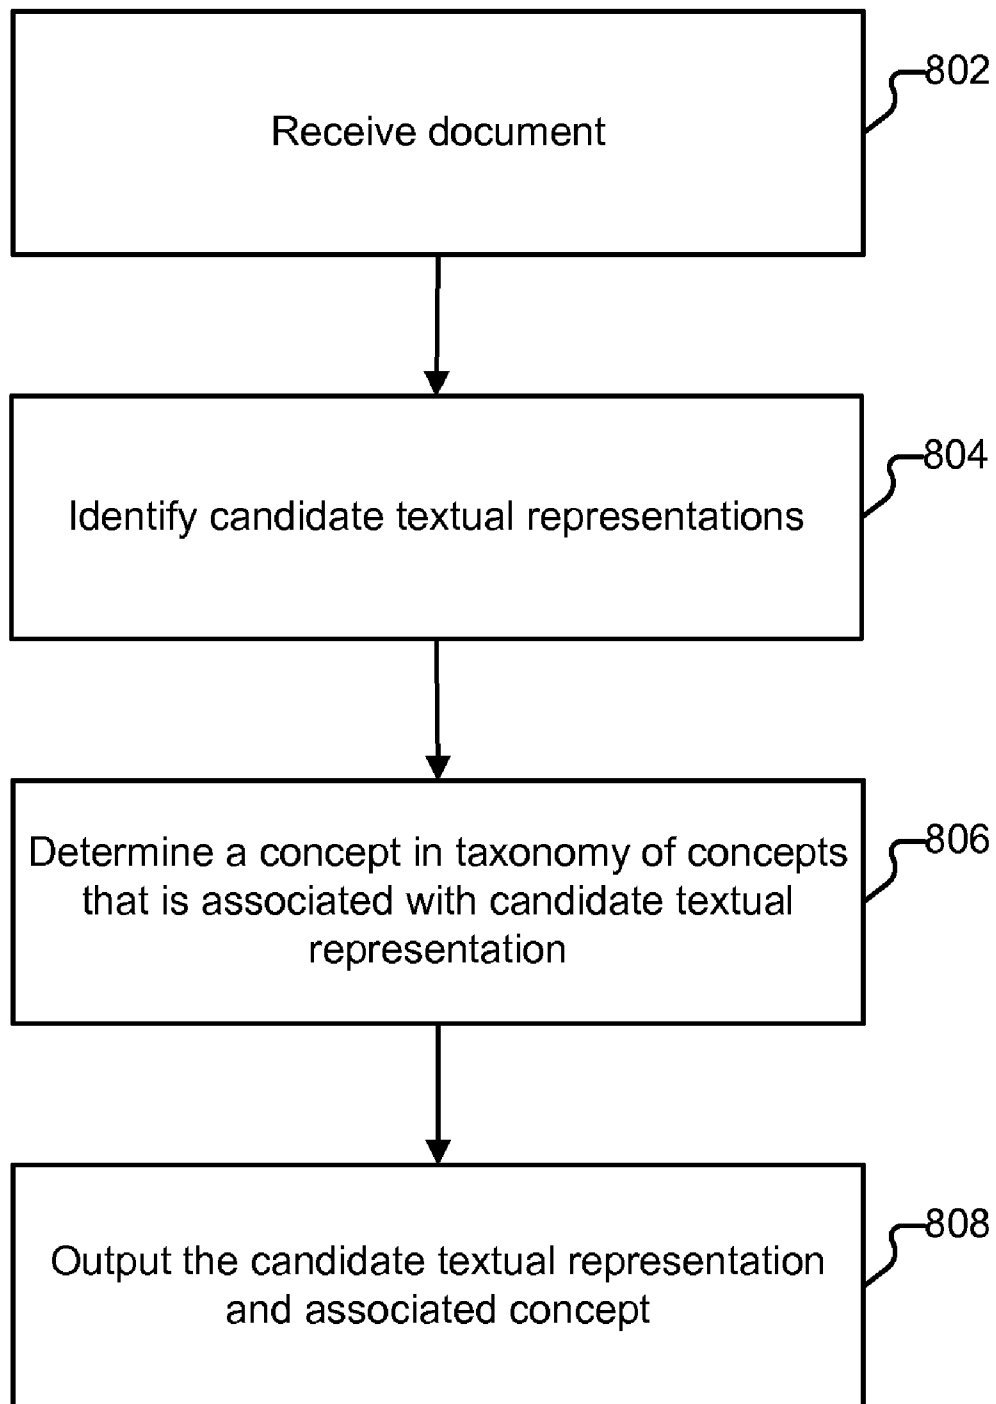 802
Receive document
804
Identify candidate textual representations
806
Determine a concept in taxonomy of concepts
that is associated with candidate textual
representation
808
Output the candidate textual representation
and associated concept